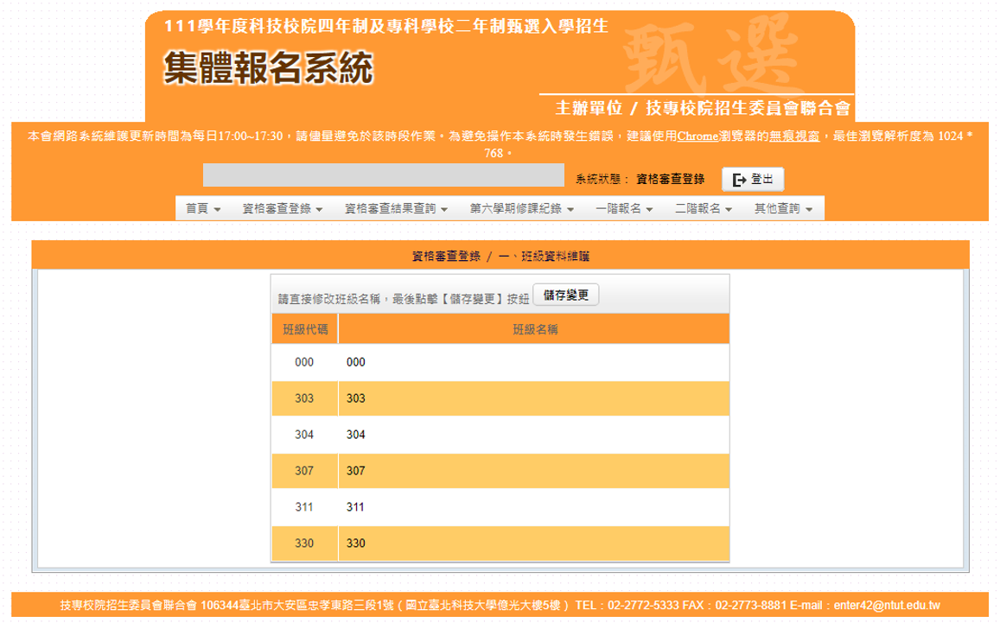 111學年度科技校院四年制及專科學校二年制甄選入學招生
甄選
集體報名系統
主辦單位 / 技專校院招生委員會聯合會
本會網路系統維護更新時間為每日17:00~17:30，請儘量避免於該時段作業。為避免操作本系統時發生錯誤，建議使用Chrome瀏覽器的無痕視窗，最佳瀏覽解析度為 1024 *
768。
系統狀態： 資格審查登錄 登出
首頁 資格審查登錄 資格審查結果查詢 第六學期修課紀錄 一階報名 二階報名 其他查詢
資格審查登錄 / 一、班級資料維護
請直接修改班級名稱，最後點擊【儲存變更】按鈕 儲存變更
班級代碼 班級名稱
000 000
303 303
304 304
307 307
311 311
330 330
技專校院招生委員會聯合會 106344臺北市大安區忠孝東路三段1號（國立臺北科技大學億光大樓5樓） TEL：02-2772-5333 FAX：02-2773-8881 E-mail：enter42@ntut.edu.tw